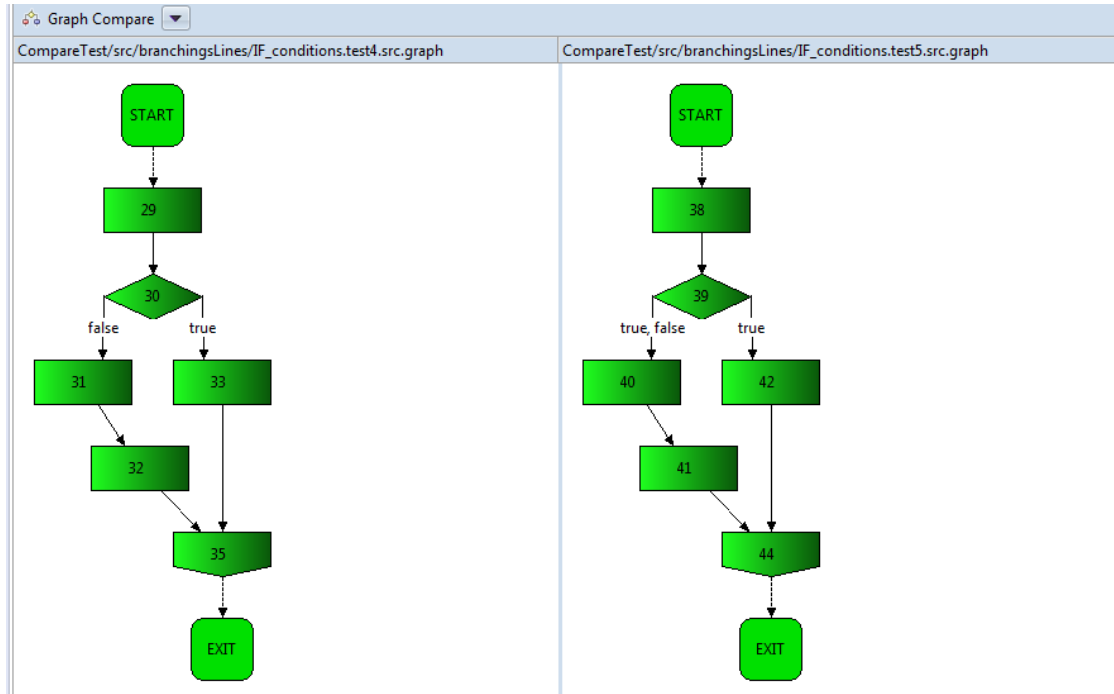 Graph Compare
CompareTest/src/branchingsLines/IF_conditions.test4.src.graph
CompareTest/src/branchingsLines/IF_conditions.test5.src.graph
START
29
30
false
true
31
33
32
35
EXIT
START
38
39
true, false
true
40
42
41
44
EXIT